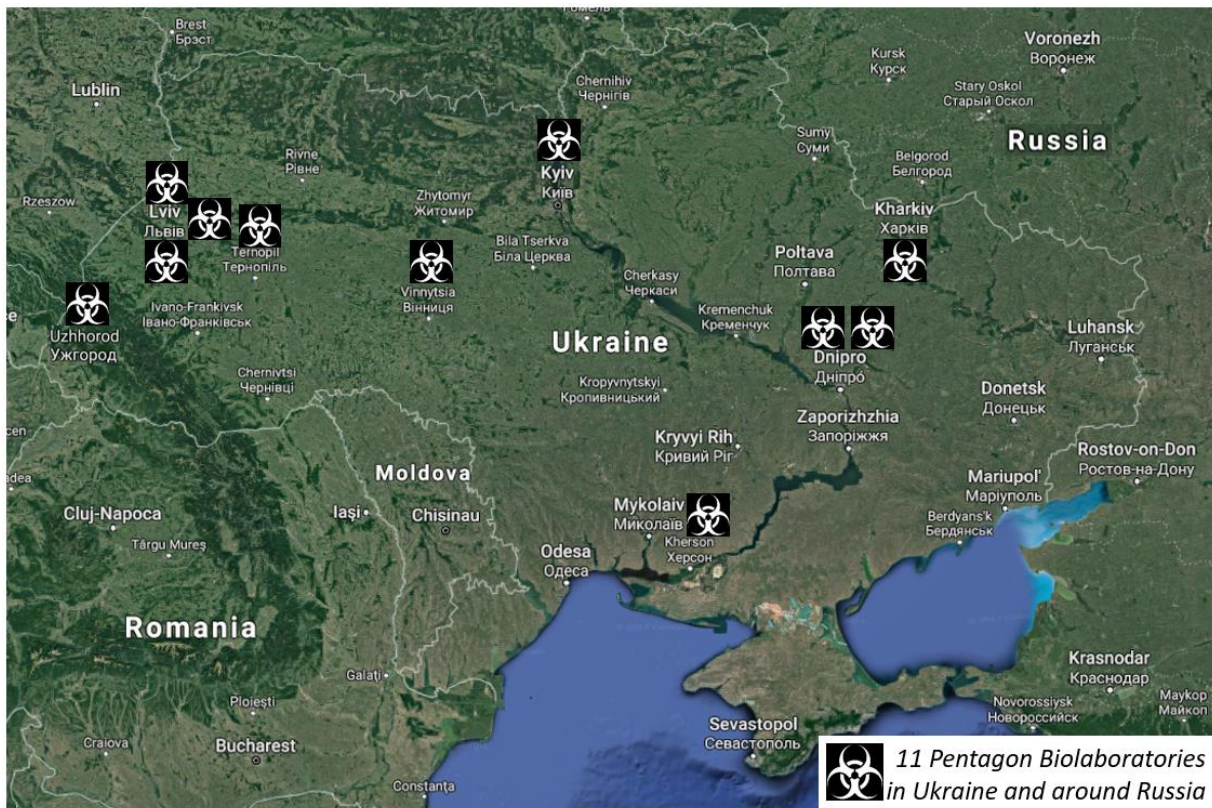 Гомель
Brest
Брэст
Voronezh
Воронеж
Kursk
Курск
Chernihiv
Чернігів
Lublin
Stary Oskol
Старый Оскол
Sumy
Суми
Russia
Rivne
Рівне
Belgorod
Белгород
Kyiv
Київ
Rzeszow
Lviv
Львів
Zhytomyr
Житомир
Kharkiv
Харків
Ternopil
Тернопіль
Bila Tserkva
Біла Церква
Poltava
Полтава
Cherkasy
Черкаси
Vinnytsia
Вінниця
Ivano-Frankivsk
Івано-Франківськ
Kremenchuk
Кременчук
Uzhhorod
Ужгород
Ukraine
Luhansk
Луганськ
Dnipro
Дніпро́
Chernivtsi
Чернівці
Kropyvnytskyi
Кропивницький
Donetsk
Донецьк
Zaporizhzhia
Запоріжжя
Kryvyi Rih
Кривий Ріг
Rostov-on-Don
Ростов-на-Дону
Moldova
Mariupol'
Маріуполь
Cluj-Napoca
Iași
Chisinau
Mykolaiv
Миколаїв
Berdyans'k
Бердянськ
Târgu Mureș
Kherson
Херсон
Odesa
Одеса
Romania
Galați
Krasnodar
Краснодар
Ploiești
Novorossiysk
Новороссийск
Maykop
Майкоп
Sevastopol
Севастополь
Craiova
Bucharest
Constanța
11 Pentagon Biolaboratories
in Ukraine and around Russia